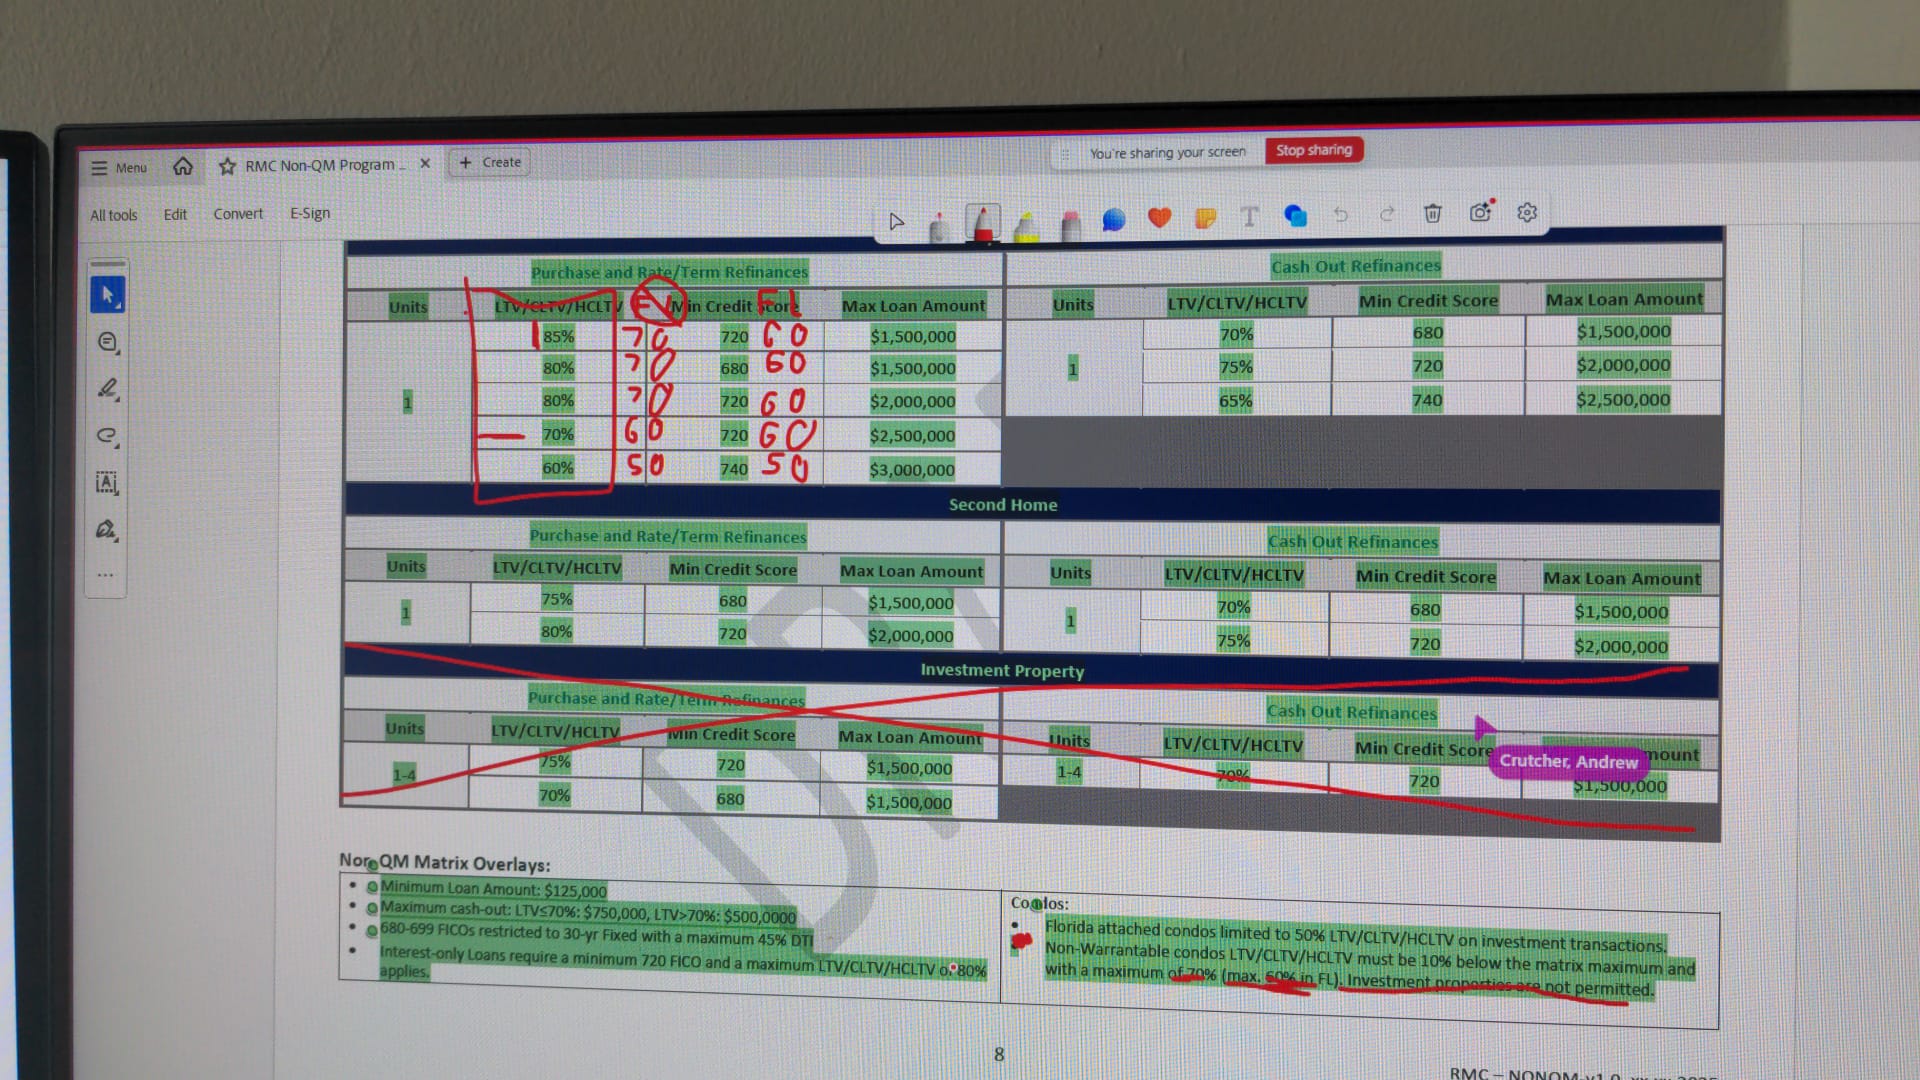 Menu RMC Non-QM Program ... × + Create
You're sharing your screen Stop sharing
All tools Edit Convert E-Sign
Purchase and Rate/Term Refinances Cash Out Refinances
Units LTV/CLTV/HCLTV Min Credit Score FL Max Loan Amount Units LTV/CLTV/HCLTV Min Credit Score Max Loan Amount
85% 70 720 60 $1,500,000 70% 680 $1,500,000
80% 70 680 60 $1,500,000 1 75% 720 $2,000,000
1 80% 70 720 60 $2,000,000 65% 740 $2,500,000
70% 60 720 60 $2,500,000
60% 50 740 50 $3,000,000
Second Home
Purchase and Rate/Term Refinances Cash Out Refinances
Units LTV/CLTV/HCLTV Min Credit Score Max Loan Amount Units LTV/CLTV/HCLTV Min Credit Score Max Loan Amount
1 75% 680 $1,500,000 1 70% 680 $1,500,000
80% 720 $2,000,000 75% 720 $2,000,000
Investment Property
Purchase and Rate/Term Refinances Cash Out Refinances
Units LTV/CLTV/HCLTV Min Credit Score Max Loan Amount Units LTV/CLTV/HCLTV Min Credit Score mount
Crutcher, Andrew
1-4 75% 720 $1,500,000 1-4 70% 720 $1,500,000
70% 680 $1,500,000
Non-QM Matrix Overlays:
• Minimum Loan Amount: $125,000
• Maximum cash-out: LTV≤70%: $750,000, LTV>70%: $500,0000
• 680-699 FICOs restricted to 30-yr Fixed with a maximum 45% DTI
• Interest-only Loans require a minimum 720 FICO and a maximum LTV/CLTV/HCLTV of 80%
applies.
Condos:
• Florida attached condos limited to 50% LTV/CLTV/HCLTV on investment transactions.
Non-Warrantable condos LTV/CLTV/HCLTV must be 10% below the matrix maximum and
with a maximum of 70% (max. 60% in FL). Investment properties are not permitted.
8